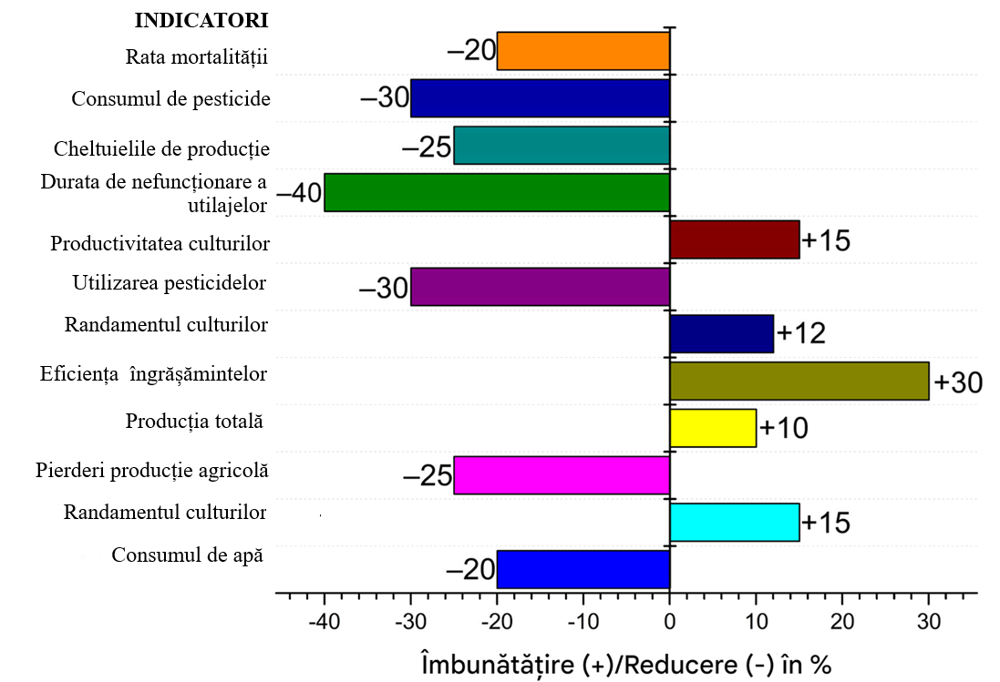 INDICATORI
Rata mortalității
–20
Consumul de pesticide
–30
Cheltuielile de producție
–25
Durata de nefuncționare a
utilajelor
–40
Productivitatea culturilor
+15
Utilizarea pesticidelor
–30
Randamentul culturilor
+12
Eficiența îngrășămintelor
+30
Producția totală
+10
Pierderi producție agricolă
–25
Randamentul culturilor
+15
Consumul de apă
–20
-40 -30 -20 -10 0 10 20 30
Îmbunătățire (+)/Reducere (-) în %